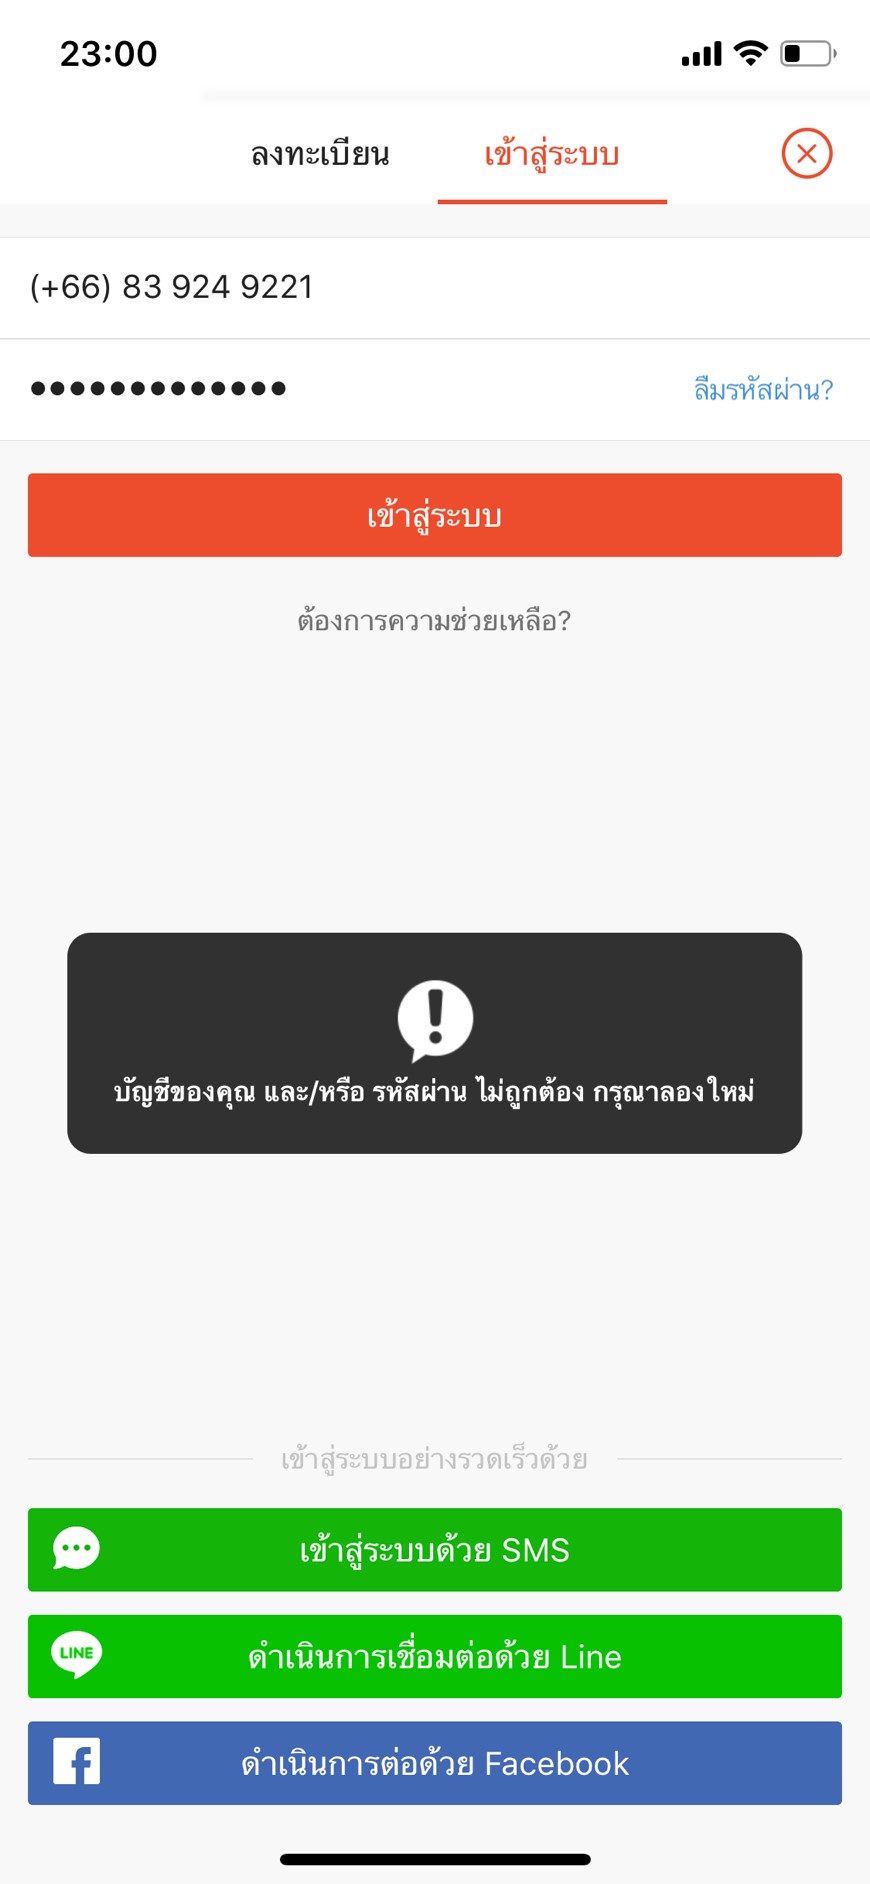 23:00
ลงทะเบียน
เข้าสู่ระบบ
(+66) 83 924 9221
•••••••••••••
ลืมรหัสผ่าน?
เข้าสู่ระบบ
ต้องการความช่วยเหลือ?
!
บัญชีของคุณ และ/หรือ รหัสผ่าน ไม่ถูกต้อง กรุณาลองใหม่
เข้าสู่ระบบอย่างรวดเร็วด้วย
เข้าสู่ระบบด้วย SMS
LINE
ดำเนินการเชื่อมต่อด้วย Line
f
ดำเนินการต่อด้วย Facebook